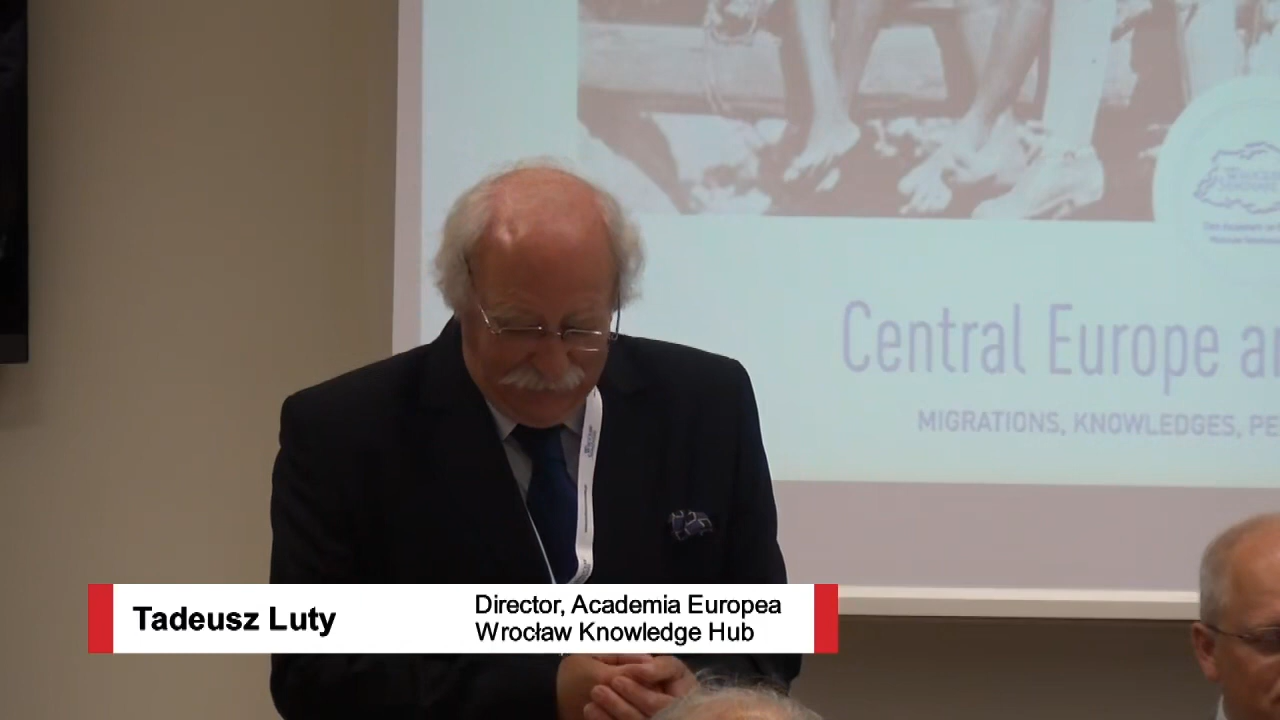 Central Europe a
MIGRATIONS, KNOWLEDGES, PE
Tadeusz Luty
Director, Academia Europea
Wrocław Knowledge Hub